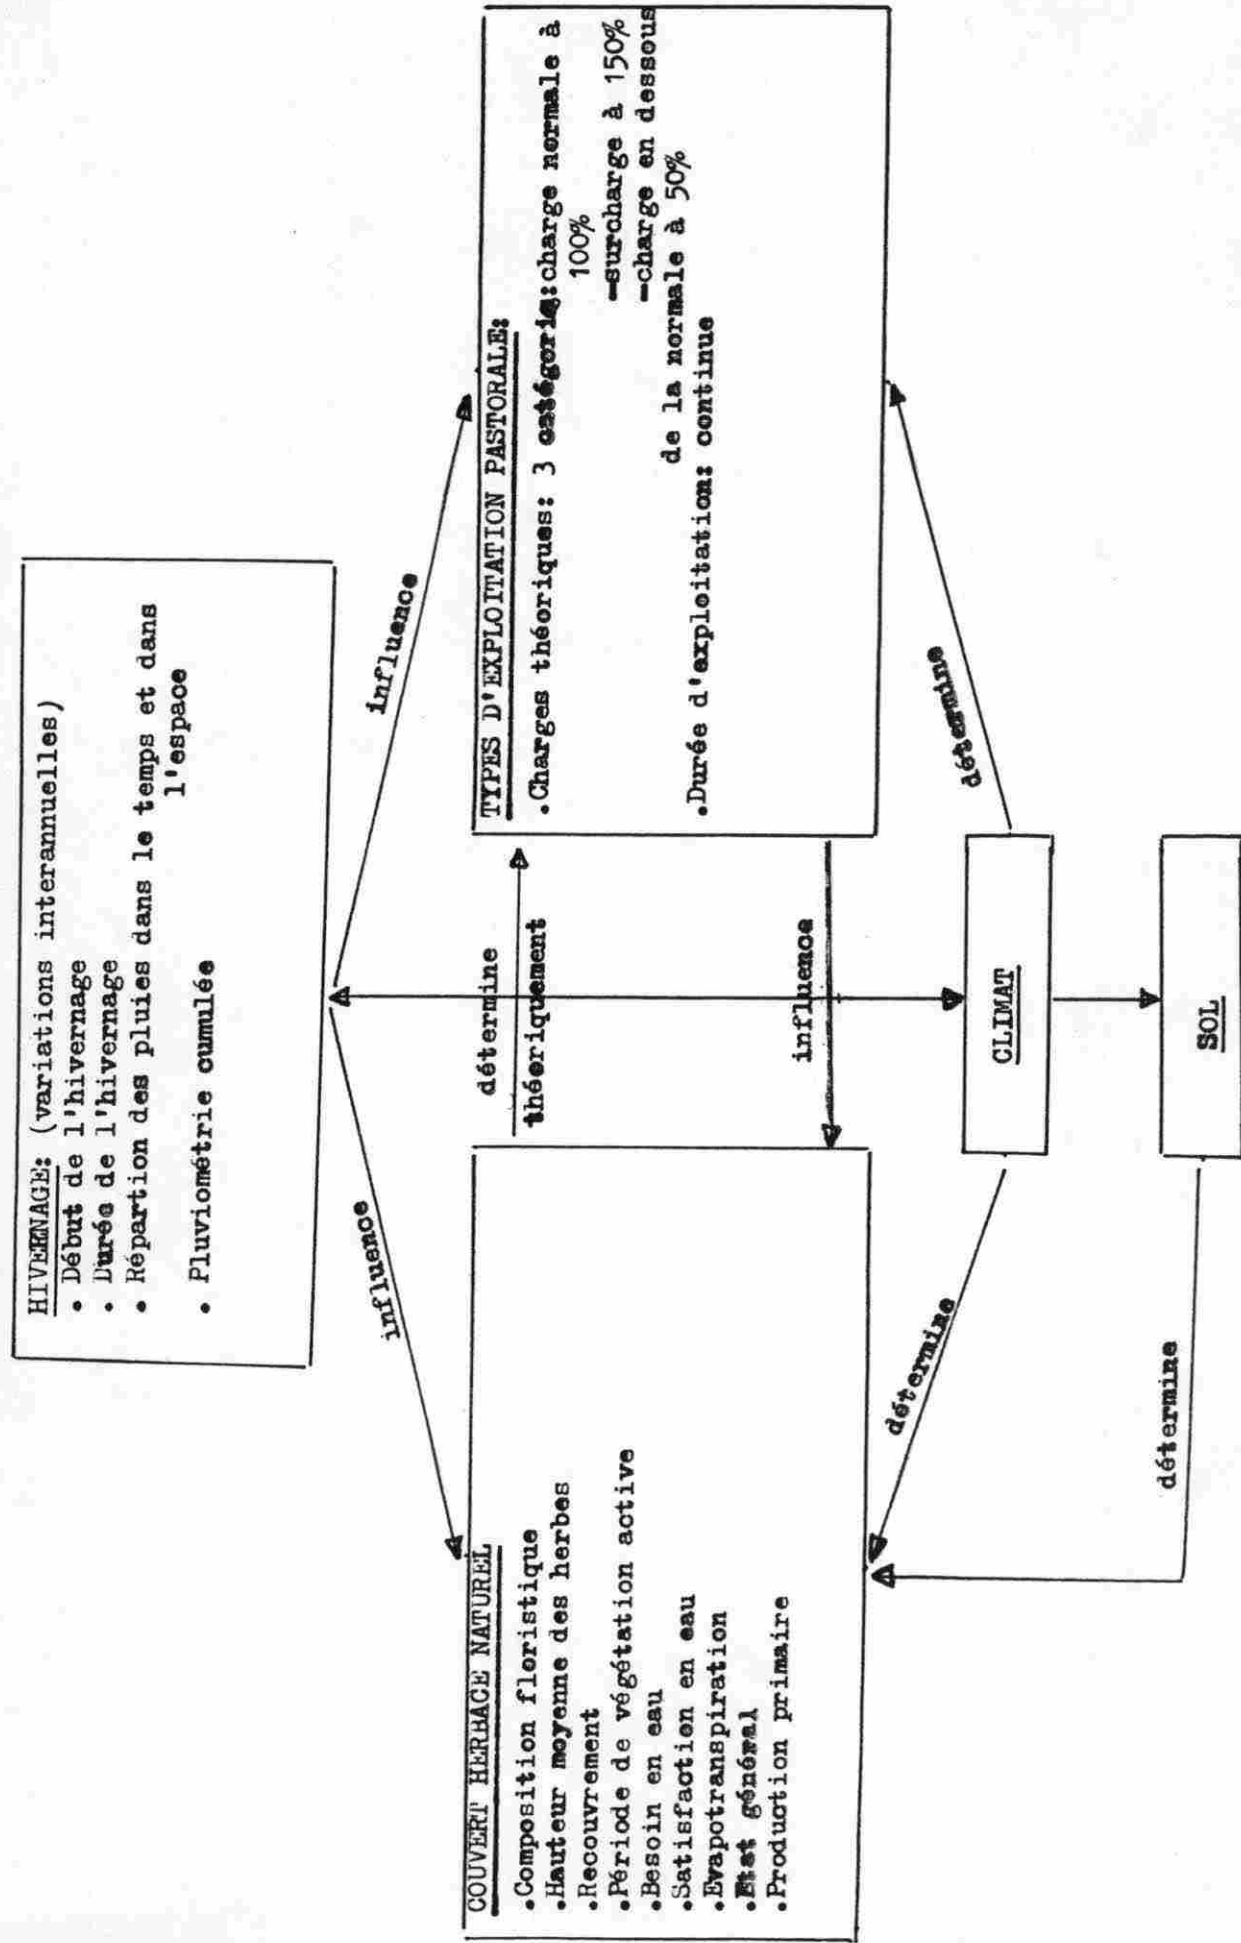 HIVERNAGE: (variations interannuelles)
• Début de l'hivernage
• Durée de l'hivernage
• Répartion des pluies dans le temps et dans
l'espace
• Pluviométrie cumulée
influence
influence
COUVERT HERBACE NATUREL
.Composition floristique
.Hauteur moyenne des herbes
.Recouvrement
.Période de végétation active
.Besoin en eau
.Satisfaction en eau
.Evapotranspiration
.Etat général
.Production primaire
détermine
théoriquement
influence
TYPES D'EXPLOITATION PASTORALE:
.Charges théoriques: 3 catégorie:charge normale à
100%
-surcharge à 150%
-charge en dessous
de la normale à 50%
.Durée d'exploitation: continue
détermine
détermine
CLIMAT
détermine
SOL